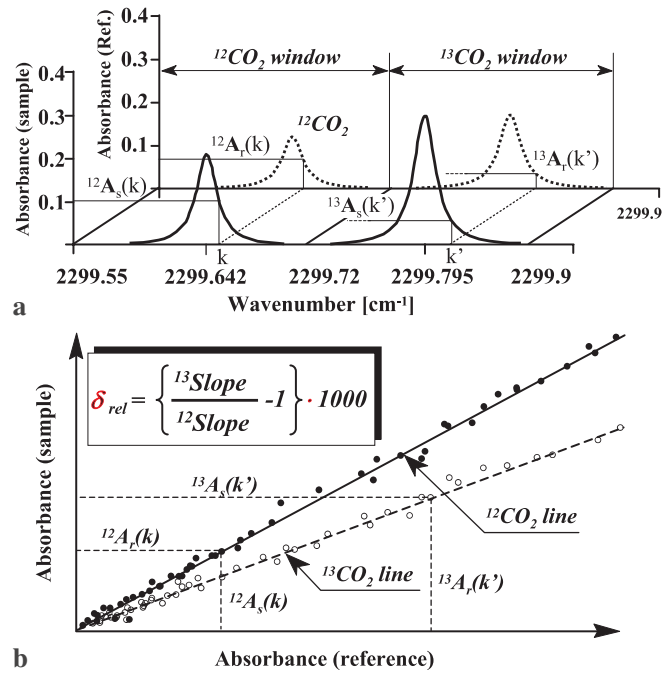 Absorbance (sample)
Absorbance (Ref.)
0.4
0.3
0.2
0.1
0.4
0.3
0.2
0.1
¹²CO₂ window
¹³CO₂ window
¹²CO₂
¹²Aᵣ(k)
¹³Aᵣ(k’)
¹²Aₛ(k)
¹³Aₛ(k’)
2299.9
k
k’
2299.55
2299.642
2299.72
2299.795
2299.9
Wavenumber [cm⁻¹]
a
δ rel = { ¹³Slope / ¹²Slope -1 } · 1000
Absorbance (sample)
¹³Aₛ(k’)
¹²CO₂ line
¹²Aᵣ(k)
¹³CO₂ line
¹²Aₛ(k)
¹³Aᵣ(k’)
b
Absorbance (reference)